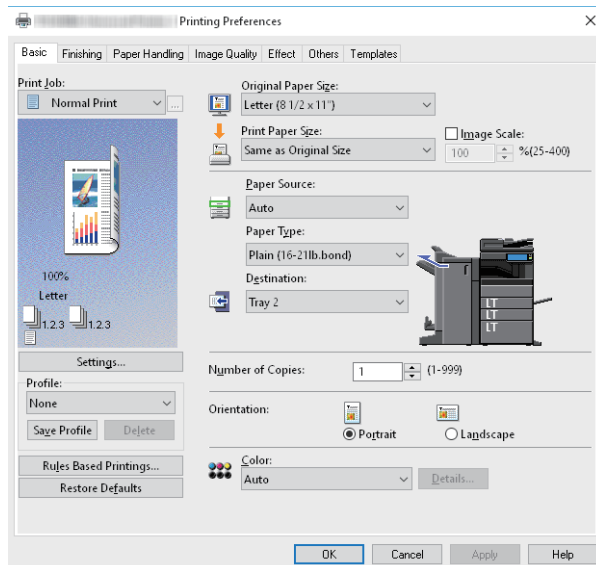 Printing Preferences
Basic Finishing Paper Handling Image Quality Effect Others Templates
Print Job:
Normal Print
...
100%
Letter
1.2.3 1.2.3
Settings...
Profile:
None
Save Profile Delete
Rules Based Printings...
Restore Defaults
Original Paper Size:
Letter (8 1/2 x 11")
Print Paper Size:
Same as Original Size
Image Scale:
100 %(25-400)
Paper Source:
Auto
Paper Type:
Plain (16-21lb.bond)
Destination:
Tray 2
LT
LT
LT
Number of Copies: 1 (1-999)
Orientation:
Portrait Landscape
Color:
Auto Details...
OK Cancel Apply Help